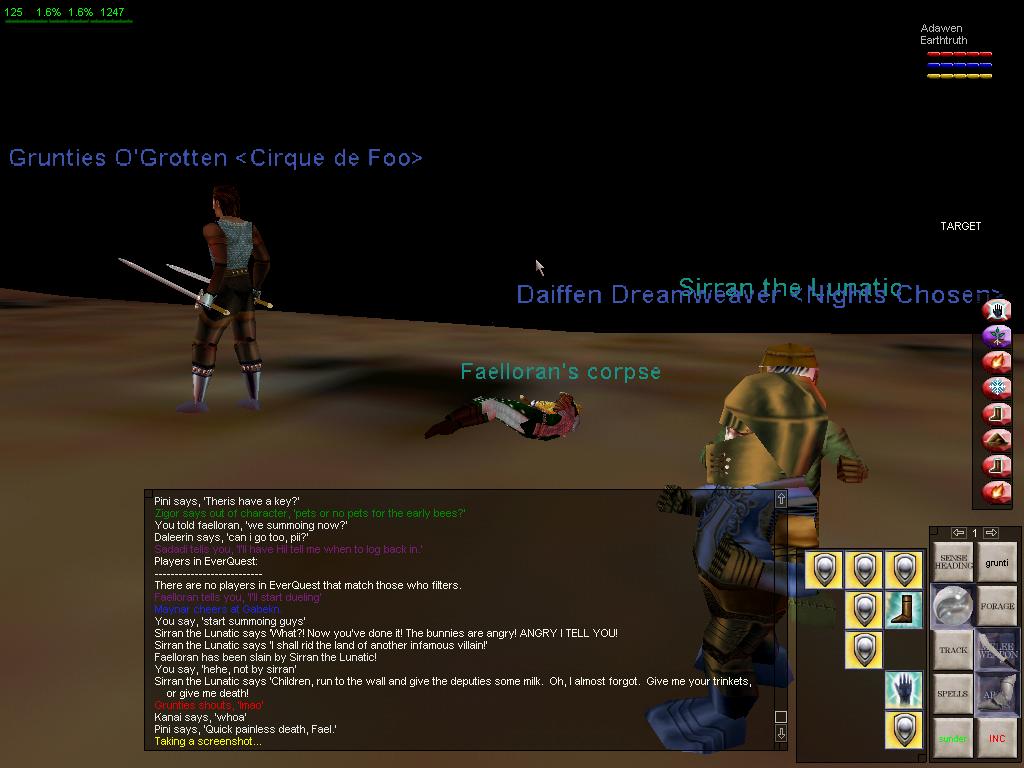 125 1.6% 1.6% 1247
Adawen
Earthtruth
Grunties O'Grotten <Cirque de Foo>
TARGET
Sirran the Lunatic
Daiffen Dreamweaver <Nights Chosen>
Faelloran's corpse
Pini says, 'Theris have a key?'
Zigor says out of character, 'pets or no pets for the early bees?'
You told faelloran, 'we summoing now?'
Daleerin says, 'can i go too, pii?'
Sadadi tells you, 'I'll have Hil tell me when to log back in.'
Players in EverQuest:
---------------------------
There are no players in EverQuest that match those who filters.
Faelloran tells you, 'I'll start dueling'
Maynar cheers at Gabekn.
You say, 'start summoing guys'
Sirran the Lunatic says 'What?! Now you've done it! The bunnies are angry! ANGRY I TELL YOU!
Sirran the Lunatic says 'I shall rid the land of another infamous villain!'
Faelloran has been slain by Sirran the Lunatic!
You say, 'hehe, not by sirran'
Sirran the Lunatic says 'Children, run to the wall and give the deputies some milk.  Oh, I almost forgot.  Give me your trinkets,
or give me death!
Grunties shouts, 'lmao'
Kanai says, 'whoa'
Pini says, 'Quick painless death, Fael.'
Taking a screenshot...
1
SENSE
HEADING
grunti
FORAGE
TRACK
SPELLS
sunder
INC